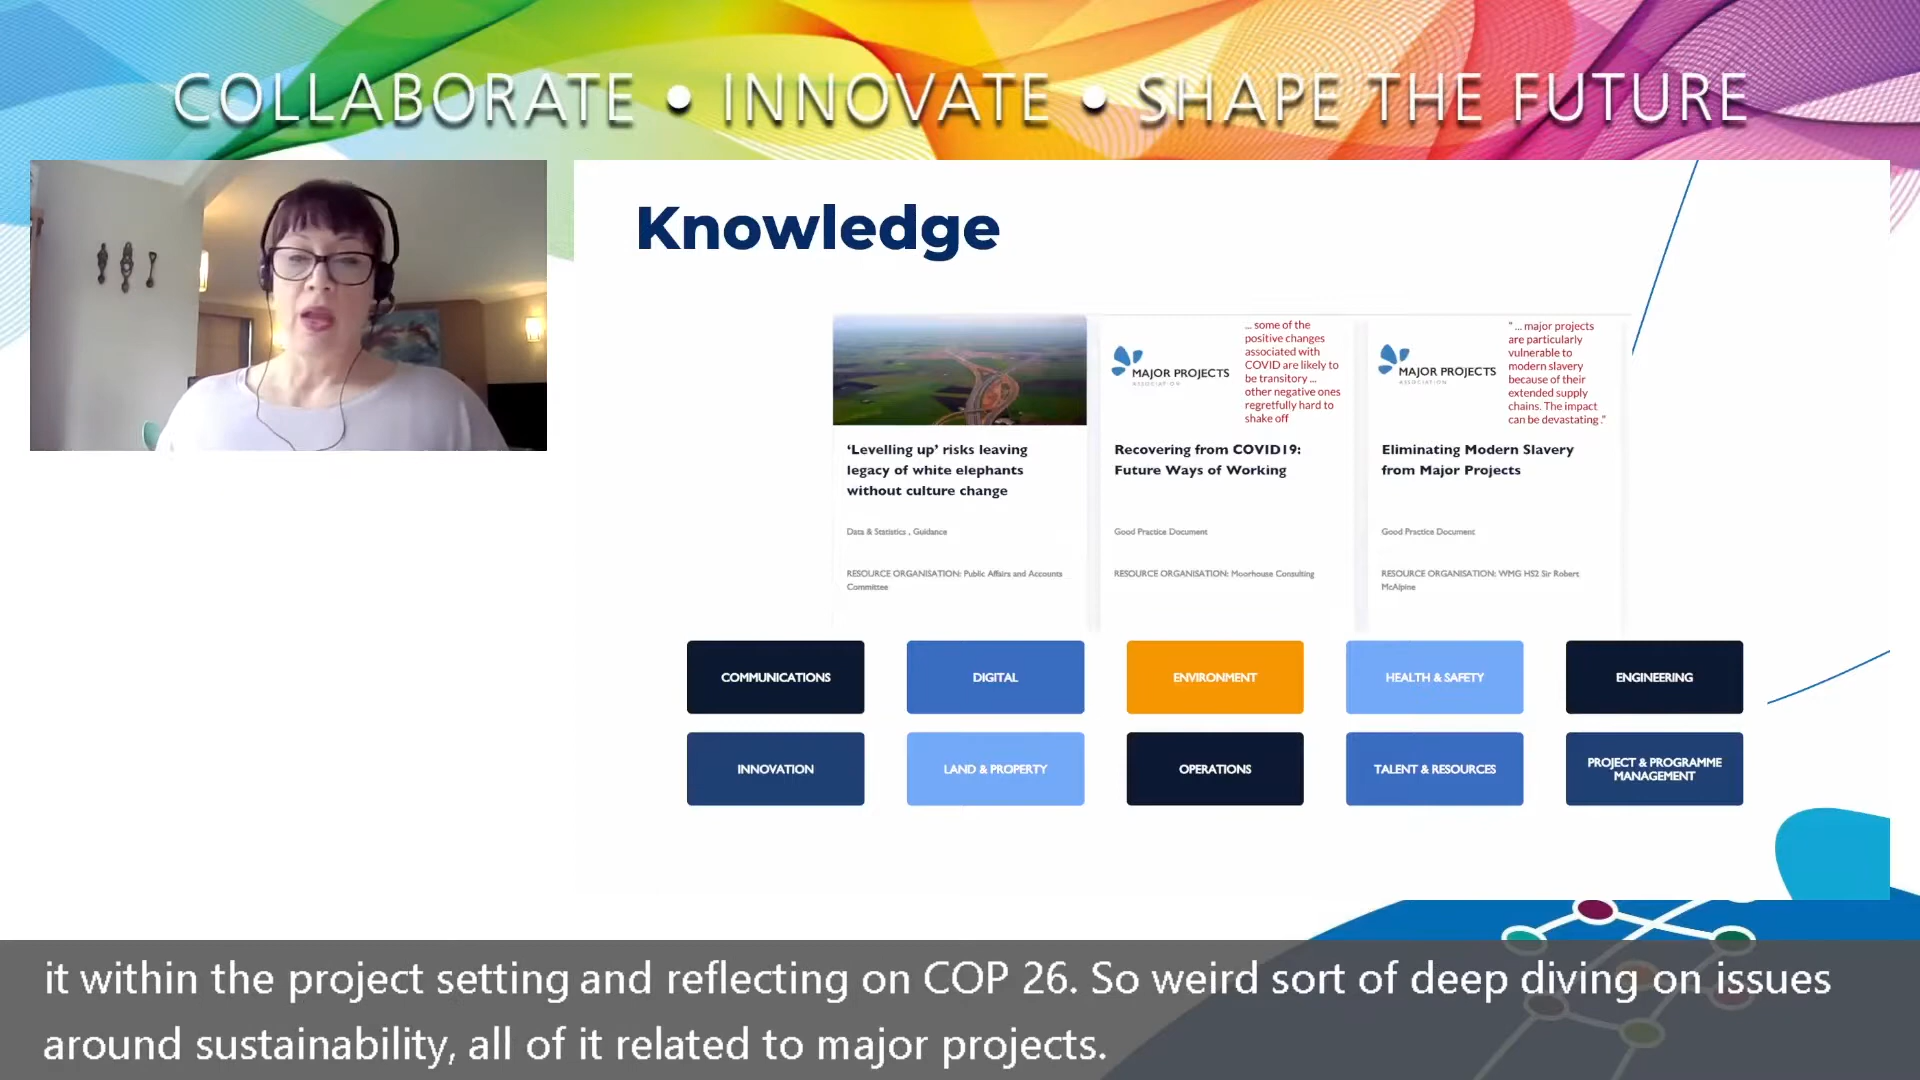 COLLABORATE • INNOVATE • SHAPE THE FUTURE
Knowledge
‘Levelling up’ risks leaving
legacy of white elephants
without culture change
Data & Statistics , Guidance
RESOURCE ORGANISATION: Public Affairs and Accounts
Committee
MAJOR PROJECTS
ASSOCIATION
... some of the
positive changes
associated with
COVID are likely to
be transitory ...
other negative ones
regretfully hard to
shake off
Recovering from COVID19:
Future Ways of Working
Good Practice Document
RESOURCE ORGANISATION: Moorhouse Consulting
MAJOR PROJECTS
ASSOCIATION
“ ... major projects
are particularly
vulnerable to
modern slavery
because of their
extended supply
chains. The impact
can be devastating .”
Eliminating Modern Slavery
from Major Projects
Good Practice Document
RESOURCE ORGANISATION: WMG HS2 Sir Robert
McAlpine
COMMUNICATIONS
DIGITAL
ENVIRONMENT
HEALTH & SAFETY
ENGINEERING
INNOVATION
LAND & PROPERTY
OPERATIONS
TALENT & RESOURCES
PROJECT & PROGRAMME
MANAGEMENT
it within the project setting and reflecting on COP 26. So weird sort of deep diving on issues
around sustainability, all of it related to major projects.